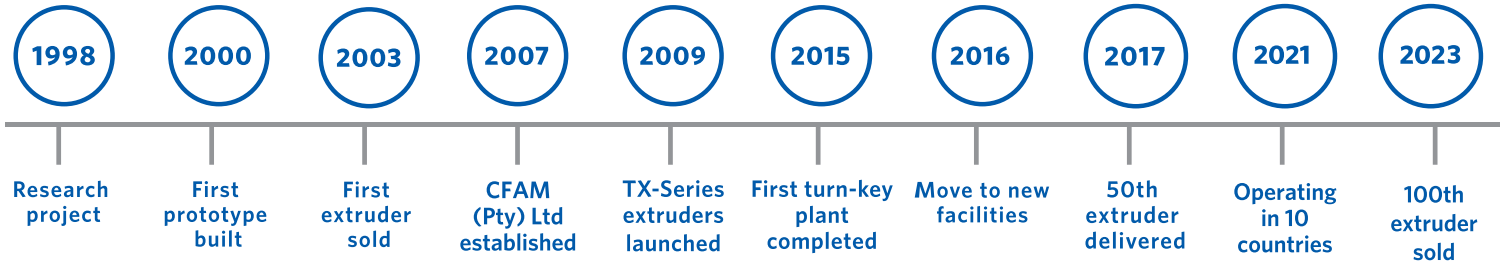 1998
2000
2003
2007
2009
2015
2016
2017
2021
2023
Research
project
First
prototype
built
First
extruder
sold
CFAM
(Pty) Ltd
established
TX-Series
extruders
launched
First turn-key
plant
completed
Move to new
facilities
50th
extruder
delivered
Operating
in 10
countries
100th
extruder
sold